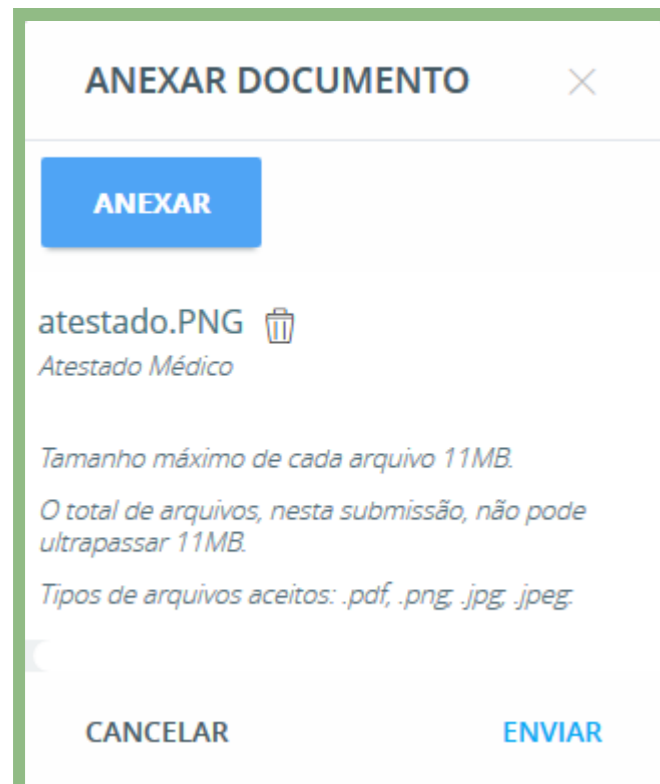 ANEXAR DOCUMENTO
ANEXAR
atestado.PNG
Atestado Médico
Tamanho máximo de cada arquivo 11MB.
O total de arquivos, nesta submissão, não pode
ultrapassar 11MB.
Tipos de arquivos aceitos: .pdf, .png, .jpg, .jpeg.
CANCELAR ENVIAR